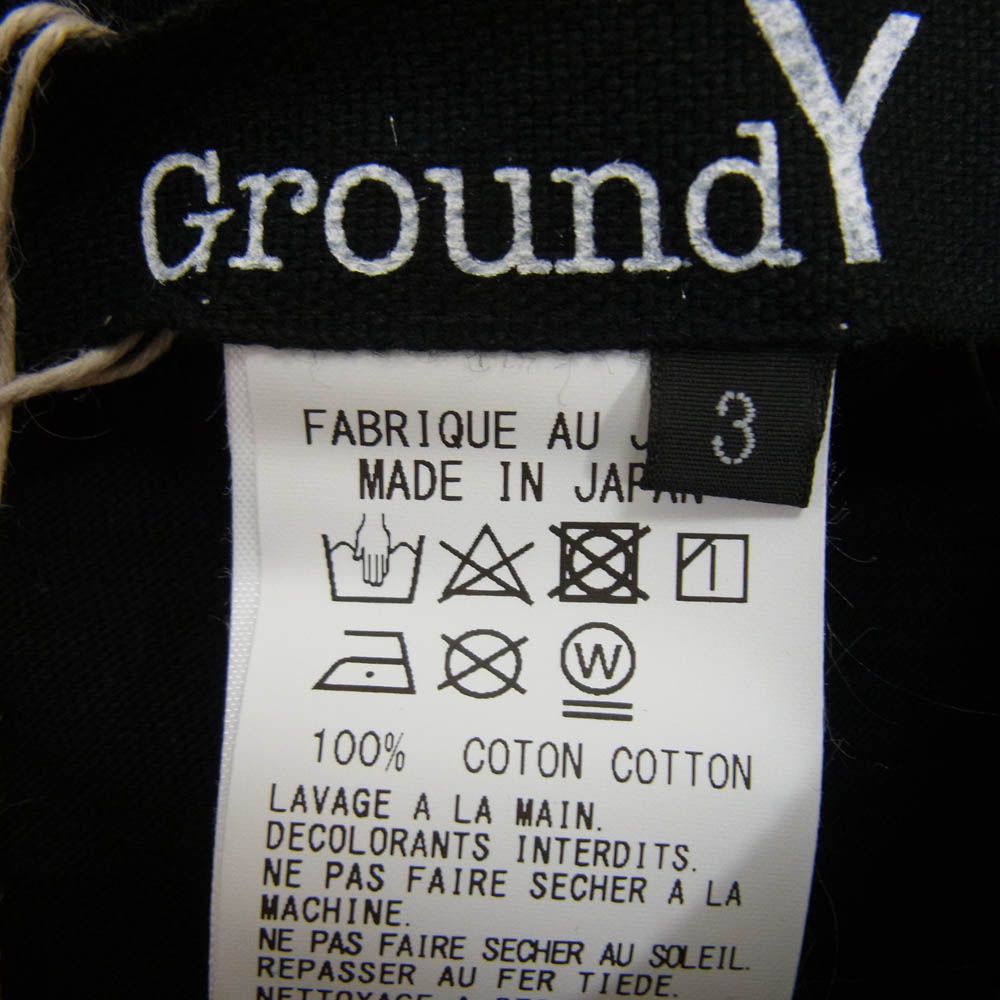 GroundY
3
FABRIQUE AU
MADE IN JAPAN
W
100% COTON COTTON
LAVAGE A LA MAIN.
DECOLORANTS INTERDITS.
NE PAS FAIRE SECHER A LA
MACHINE.
NE PAS FAIRE SECHER AU SOLEIL.
REPASSER AU FER TIEDE.
NETTOYAGE A